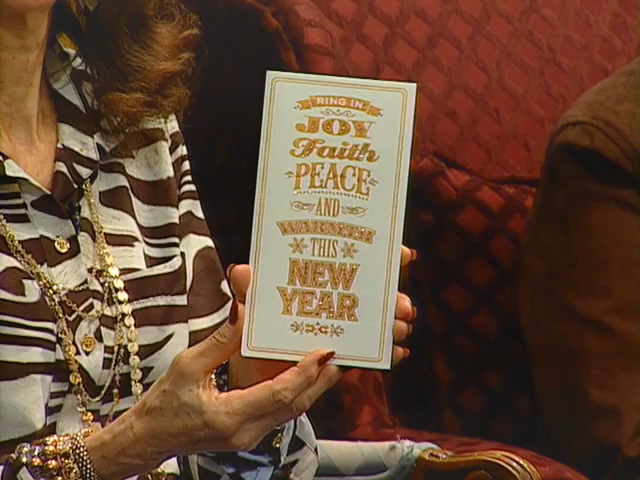 RING IN
JOY
Faith
PEACE
AND
WARMTH
THIS
NEW
YEAR